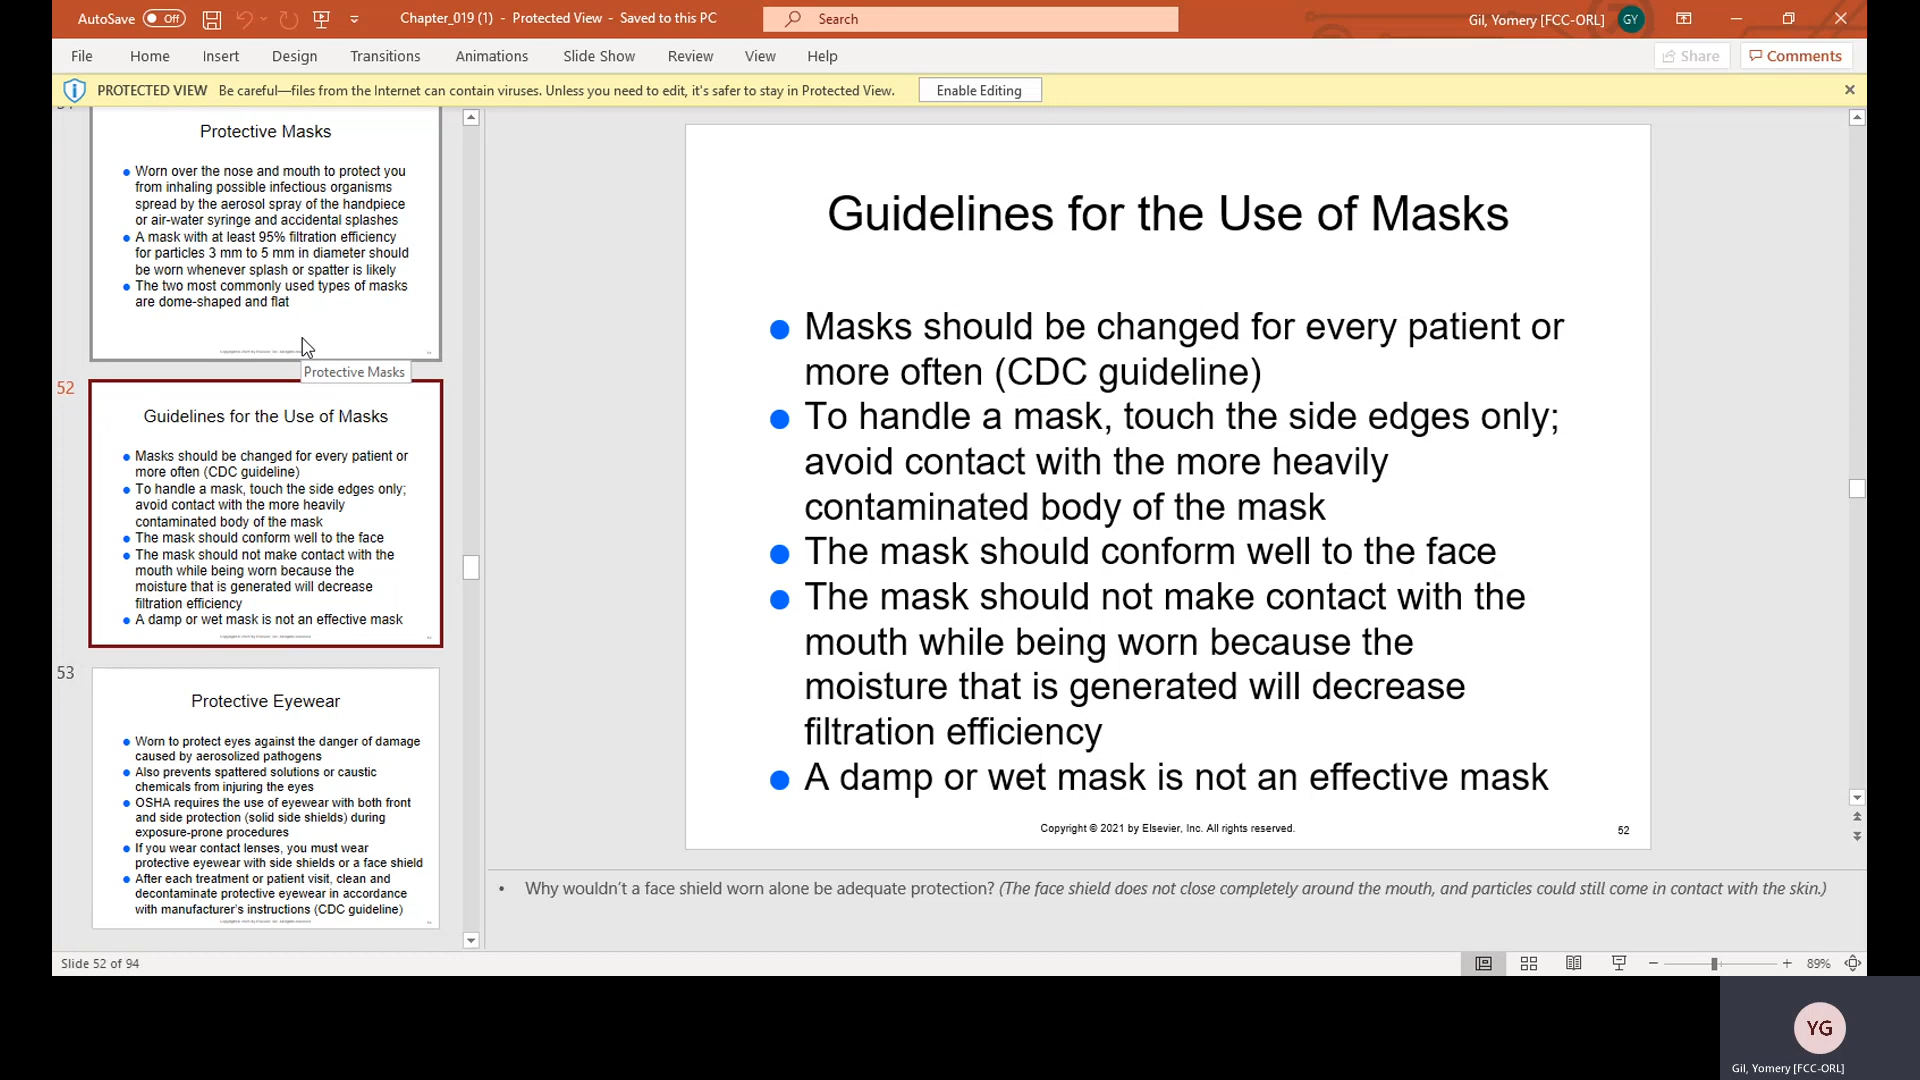 AutoSave Off Chapter_019 (1) - Protected View - Saved to this PC Search Gil, Yomery [FCC-ORL] GY
File Home Insert Design Transitions Animations Slide Show Review View Help Share Comments
PROTECTED VIEW Be careful—files from the Internet can contain viruses. Unless you need to edit, it's safer to stay in Protected View. Enable Editing
Protective Masks
Worn over the nose and mouth to protect you
from inhaling possible infectious organisms
spread by the aerosol spray of the handpiece
or air-water syringe and accidental splashes
A mask with at least 95% filtration efficiency
for particles 3 mm to 5 mm in diameter should
be worn whenever splash or spatter is likely
The two most commonly used types of masks
are dome-shaped and flat
Protective Masks
52
Guidelines for the Use of Masks
Masks should be changed for every patient or
more often (CDC guideline)
To handle a mask, touch the side edges only;
avoid contact with the more heavily
contaminated body of the mask
The mask should conform well to the face
The mask should not make contact with the
mouth while being worn because the
moisture that is generated will decrease
filtration efficiency
A damp or wet mask is not an effective mask
53
Protective Eyewear
Worn to protect eyes against the danger of damage
caused by aerosolized pathogens
Also prevents spattered solutions or caustic
chemicals from injuring the eyes
OSHA requires the use of eyewear with both front
and side protection (solid side shields) during
exposure-prone procedures
If you wear contact lenses, you must wear
protective eyewear with side shields or a face shield
After each treatment or patient visit, clean and
decontaminate protective eyewear in accordance
with manufacturer's instructions (CDC guideline)
Guidelines for the Use of Masks
Masks should be changed for every patient or
more often (CDC guideline)
To handle a mask, touch the side edges only;
avoid contact with the more heavily
contaminated body of the mask
The mask should conform well to the face
The mask should not make contact with the
mouth while being worn because the
moisture that is generated will decrease
filtration efficiency
A damp or wet mask is not an effective mask
Copyright © 2021 by Elsevier, Inc. All rights reserved.
52
• Why wouldn't a face shield worn alone be adequate protection? (The face shield does not close completely around the mouth, and particles could still come in contact with the skin.)
Slide 52 of 94
89%
YG
Gil, Yomery [FCC-ORL]